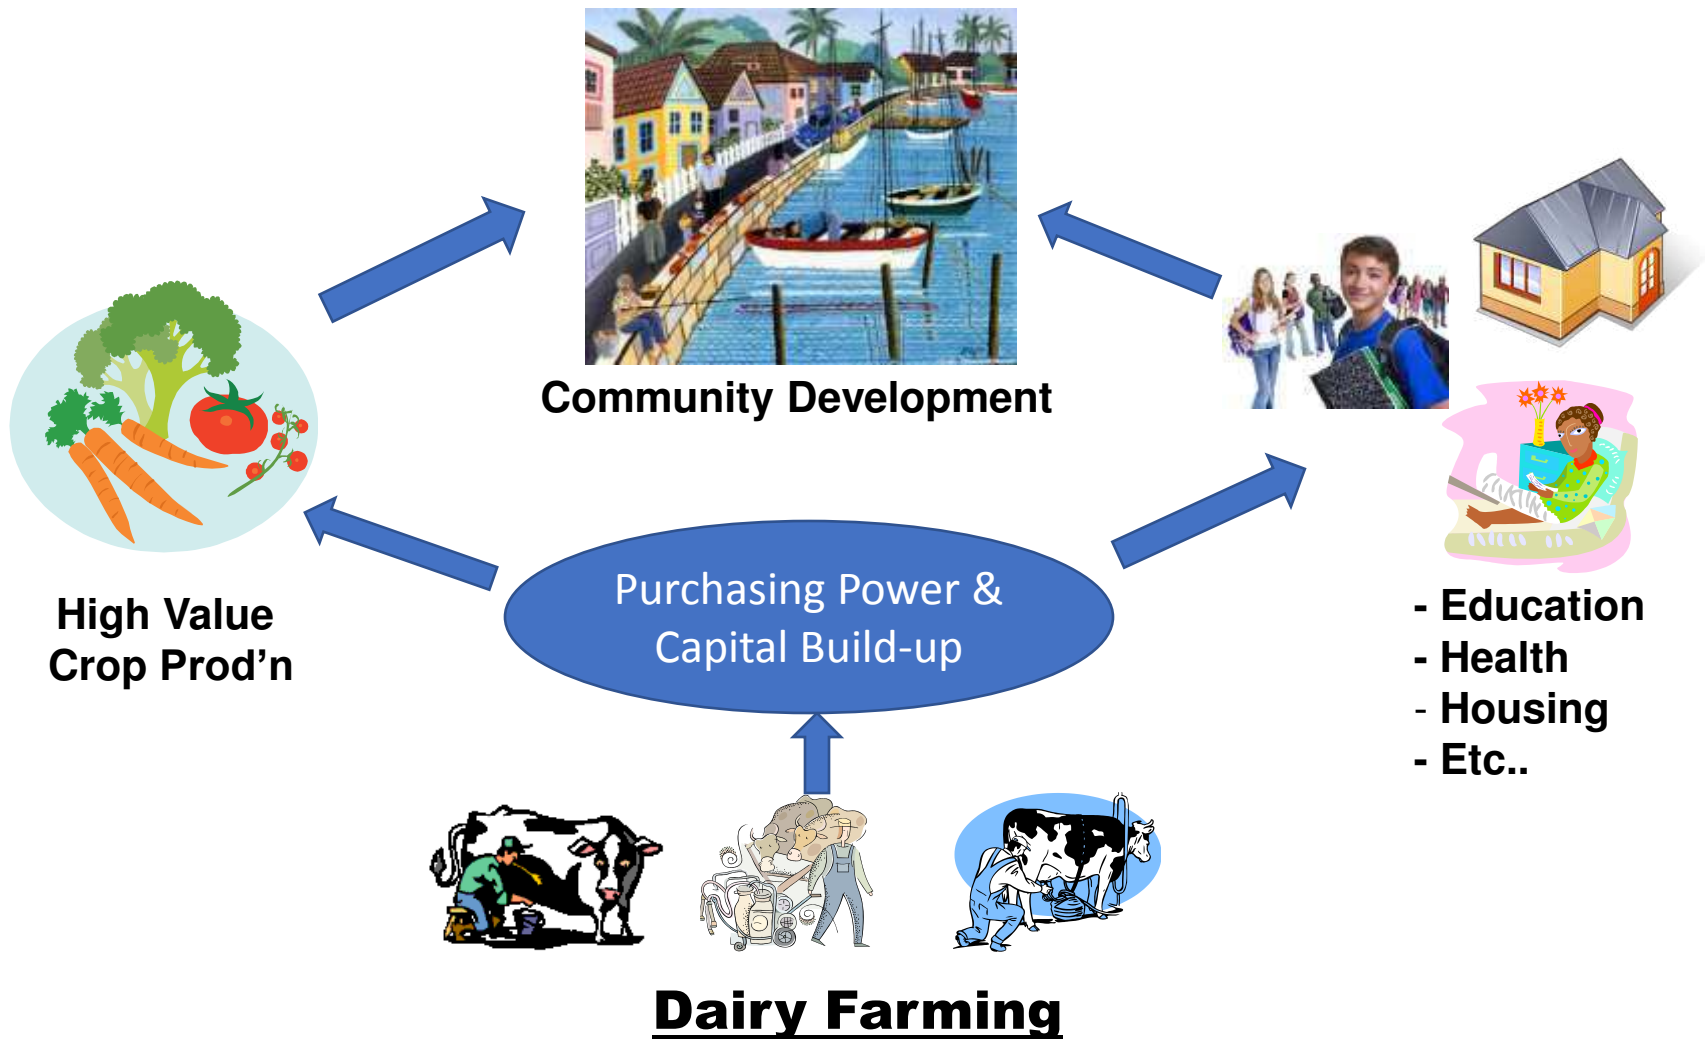 Community Development
High Value
Crop Prod’n
Purchasing Power &
Capital Build-up
- Education
- Health
- Housing
- Etc..
Dairy Farming